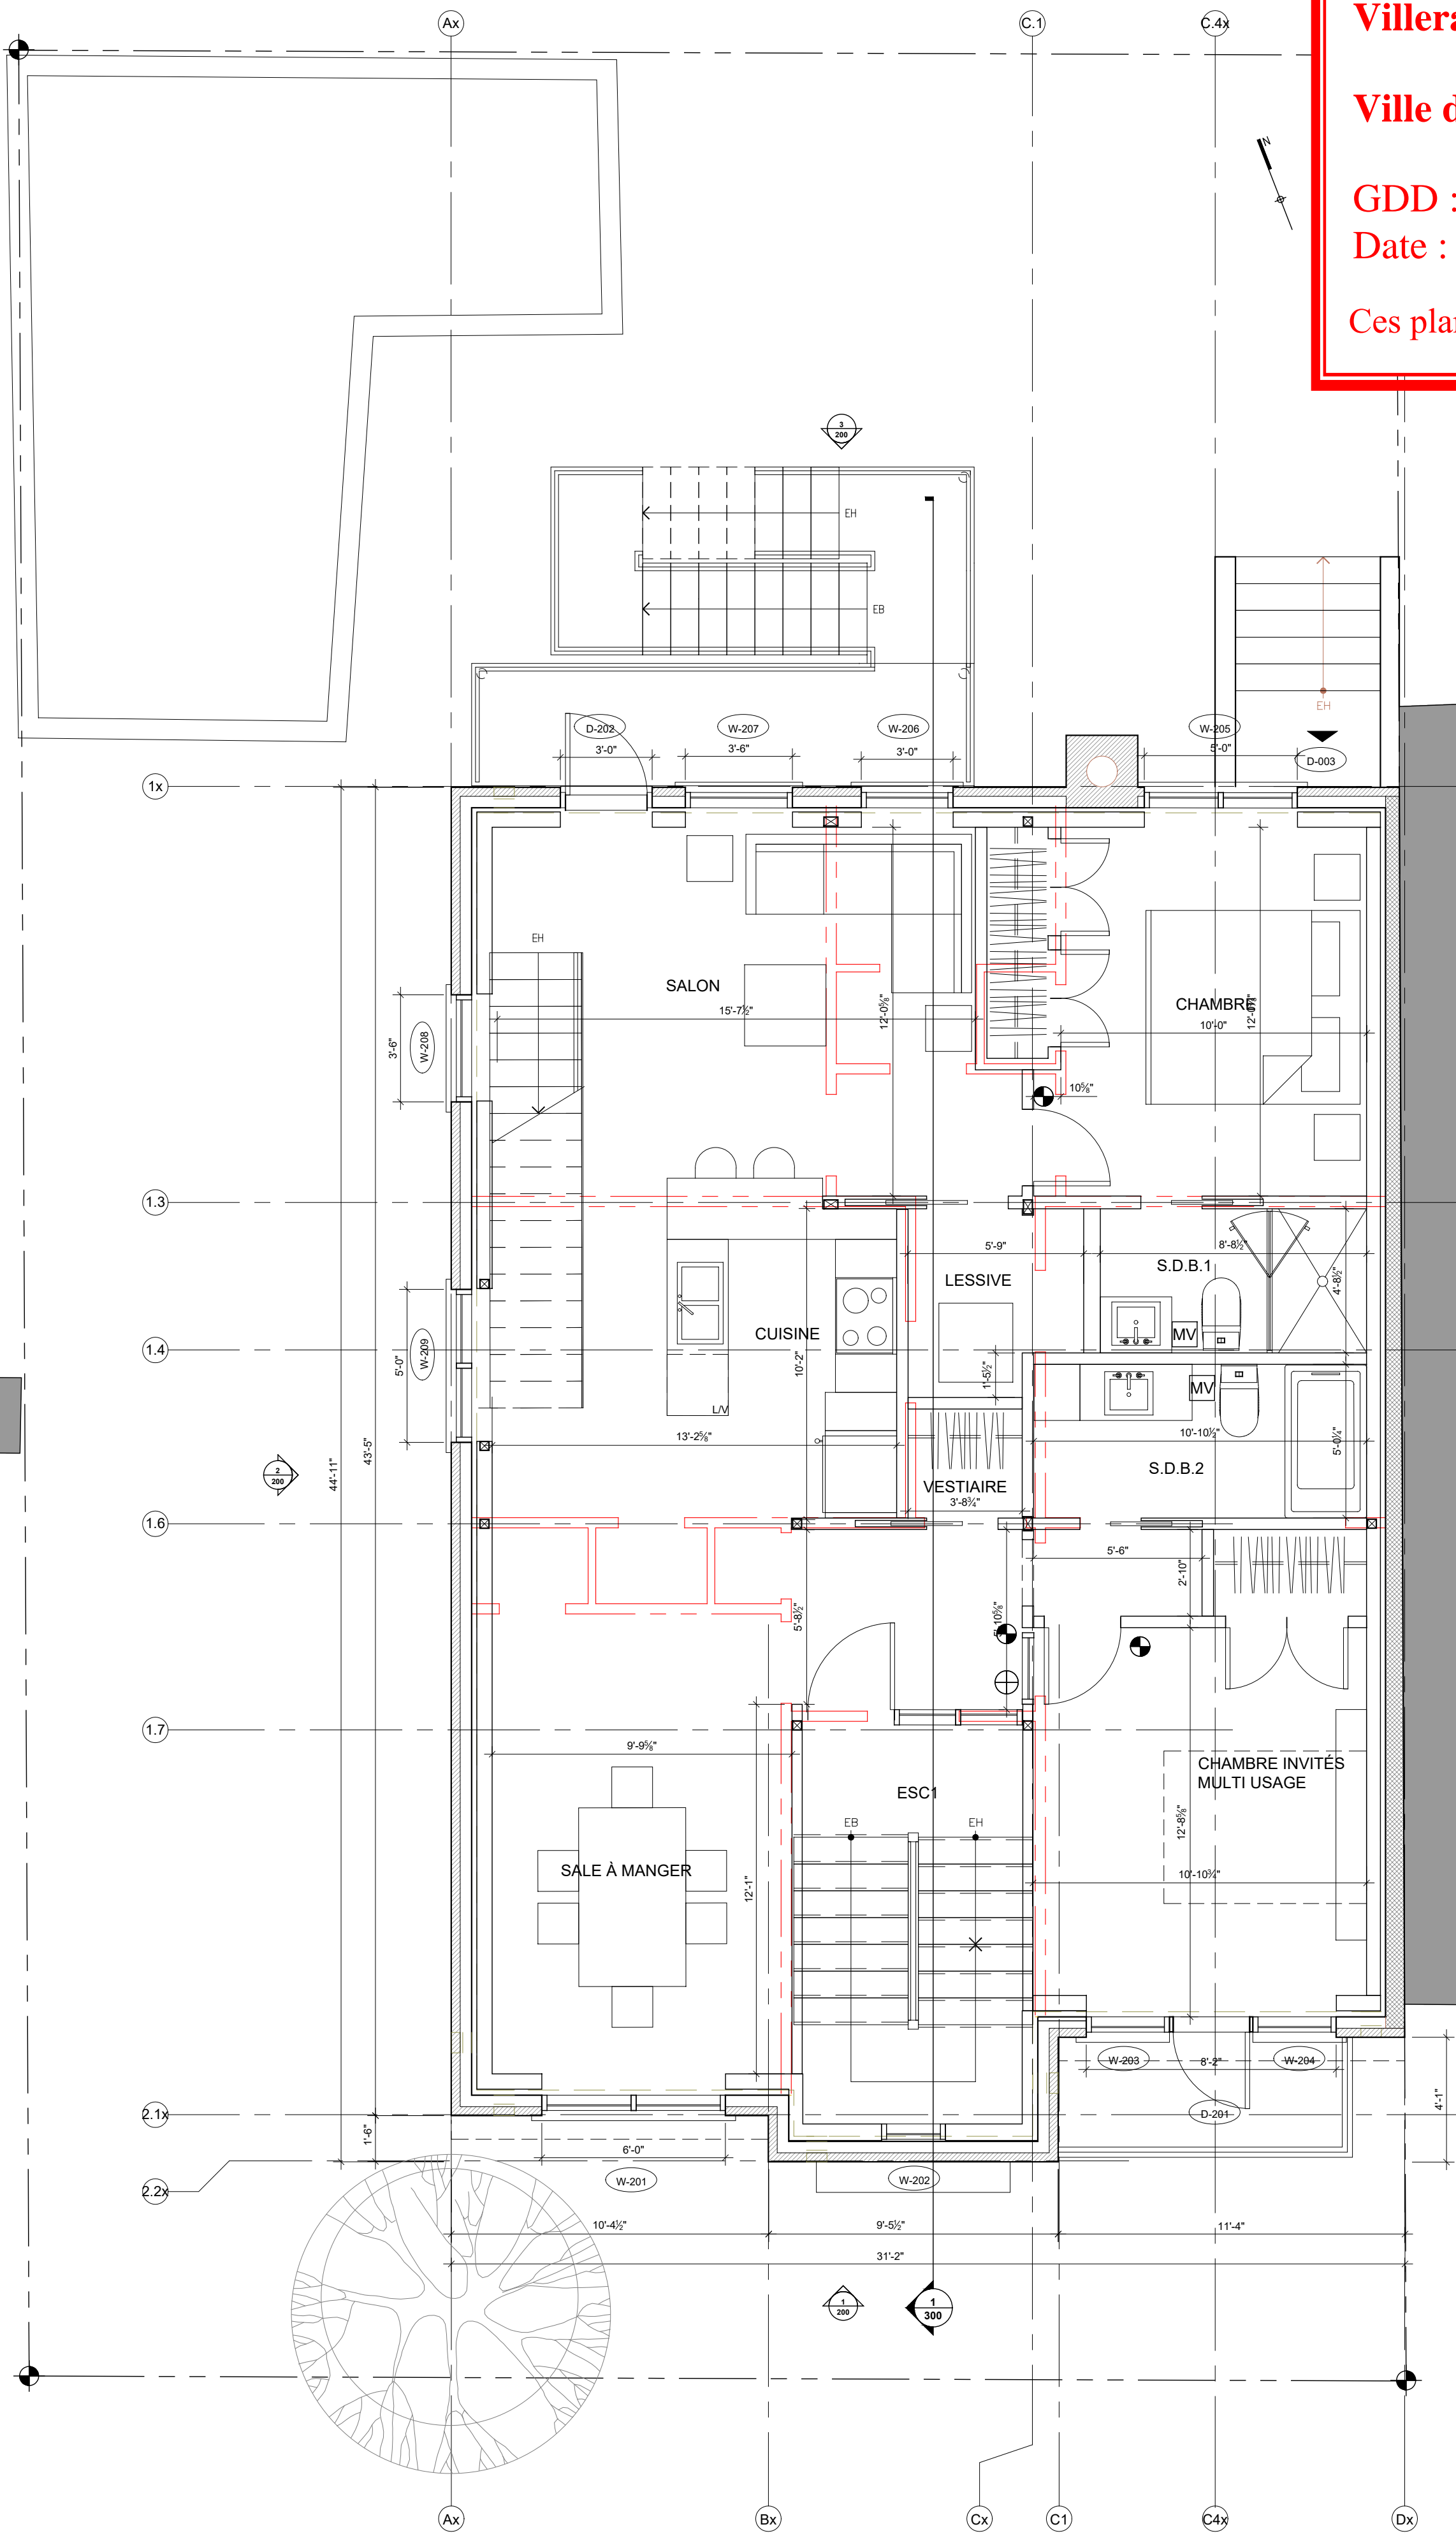 Ax
C.1
C.4x
Ville
GDD :
Date :
N
3
200
EH
EB
EH
D-202
3'-0"
W-207
3'-6"
W-206
3'-0"
W-205
5'-0"
D-003
1x
EH
SALON
15'-7½"
12'-0⅝"
CHAMBRE
10'-0"
3'-6"
W-208
10⅝"
1.3
5'-9"
8'-8½"
S.D.B.1
LESSIVE
4'-8½"
CUISINE
MV
1.4
5'-0"
W-209
10'-2"
1'-5½"
MV
L/V
13'-2⅝"
10'-10½"
5'-0¼"
44'-11"
43'-5"
2
200
S.D.B.2
VESTIAIRE
3'-8¾"
1.6
5'-6"
2'-10"
5'-8½"
1.7
9'-9⅝"
CHAMBRE INVITÉS
MULTI USAGE
ESC1
EB
EH
12'-8⅝"
SALE À MANGER
12'-1"
10'-10¾"
W-203
8'-2"
W-204
4'-1"
2.1x
D-201
1'-6"
6'-0"
W-201
W-202
2.2x
10'-4½"
9'-5½"
11'-4"
31'-2"
1
200
1
300
Ax
Bx
Cx
C1
C4x
Dx